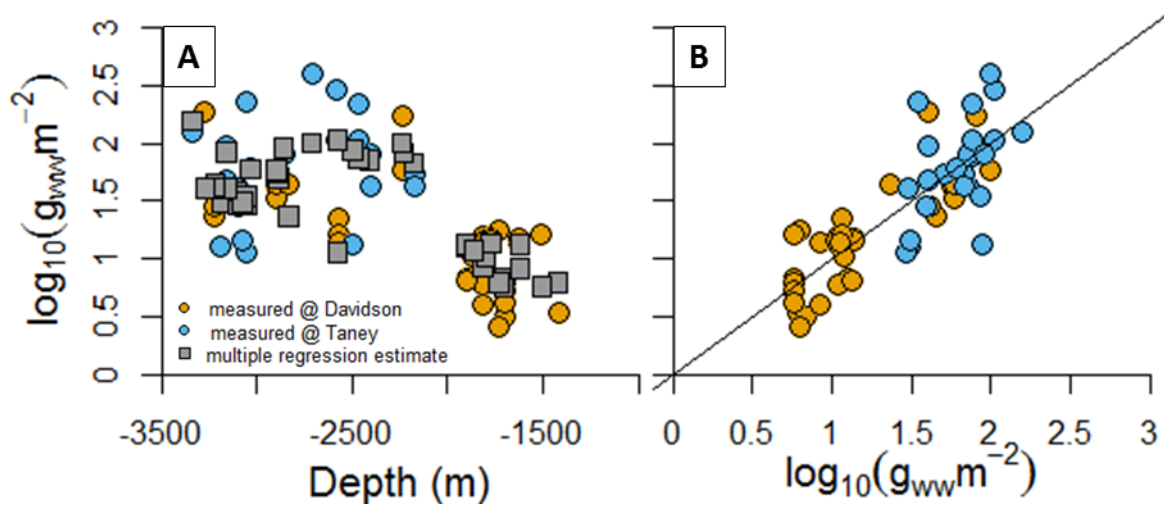 A
B
log10(gwwm−2)
3
2.5
2
1.5
1
0.5
0
measured @ Davidson
measured @ Taney
multiple regression estimate
-3500
-2500
-1500
Depth (m)
0
0.5
1
1.5
2
2.5
3
log10(gwwm−2)